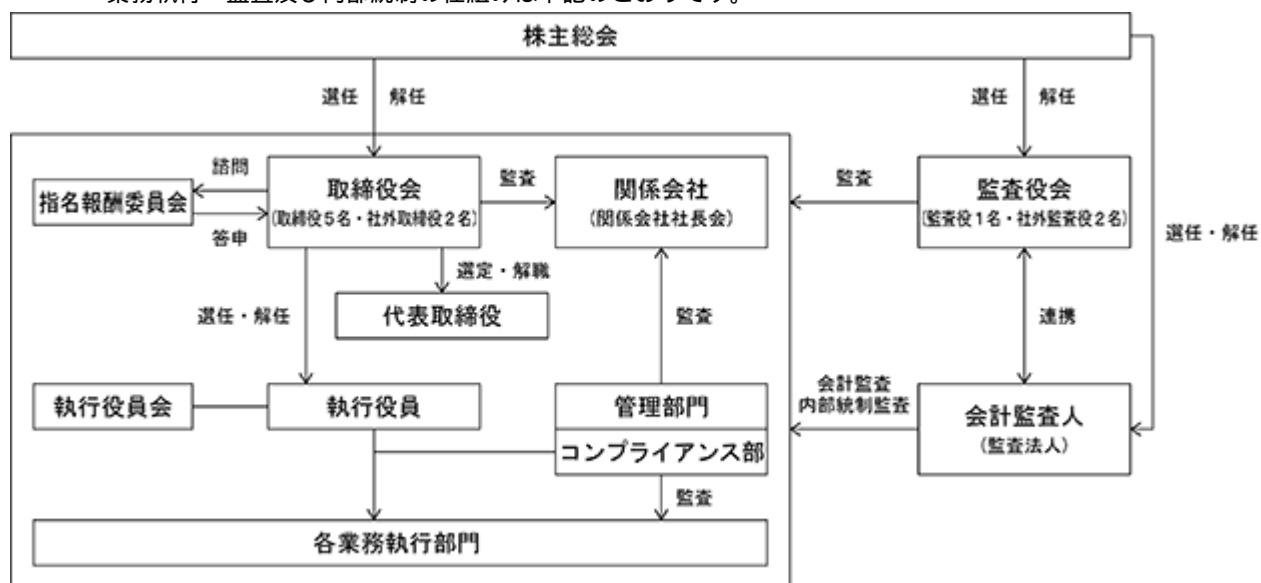 業務執行・監査及び内部統制の仕組みは下記のとおりです。
株主総会
選任 解任
選任 解任
諮問
指名報酬委員会
答申
取締役会
(取締役5名・社外取締役2名)
監査
関係会社
(関係会社社長会)
監査
監査役会
(監査役1名・社外監査役2名)
選任・解任
選定・解職
代表取締役
選任・解任
監査
連携
執行役員会
執行役員
管理部門
コンプライアンス部
会計監査
内部統制監査
会計監査人
(監査法人)
監査
各業務執行部門